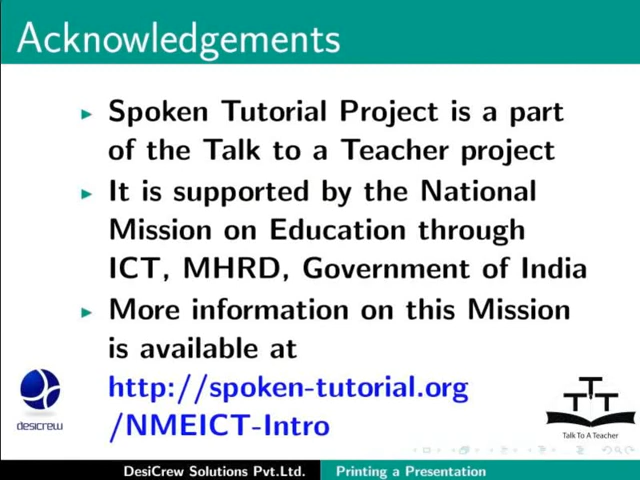 Acknowledgements
Spoken Tutorial Project is a part
of the Talk to a Teacher project
It is supported by the National
Mission on Education through
ICT, MHRD, Government of India
More information on this Mission
is available at
http://spoken-tutorial.org
/NMEICT-Intro
desicrew
TTT
Talk To A Teacher
DesiCrew Solutions Pvt.Ltd.
Printing a Presentation